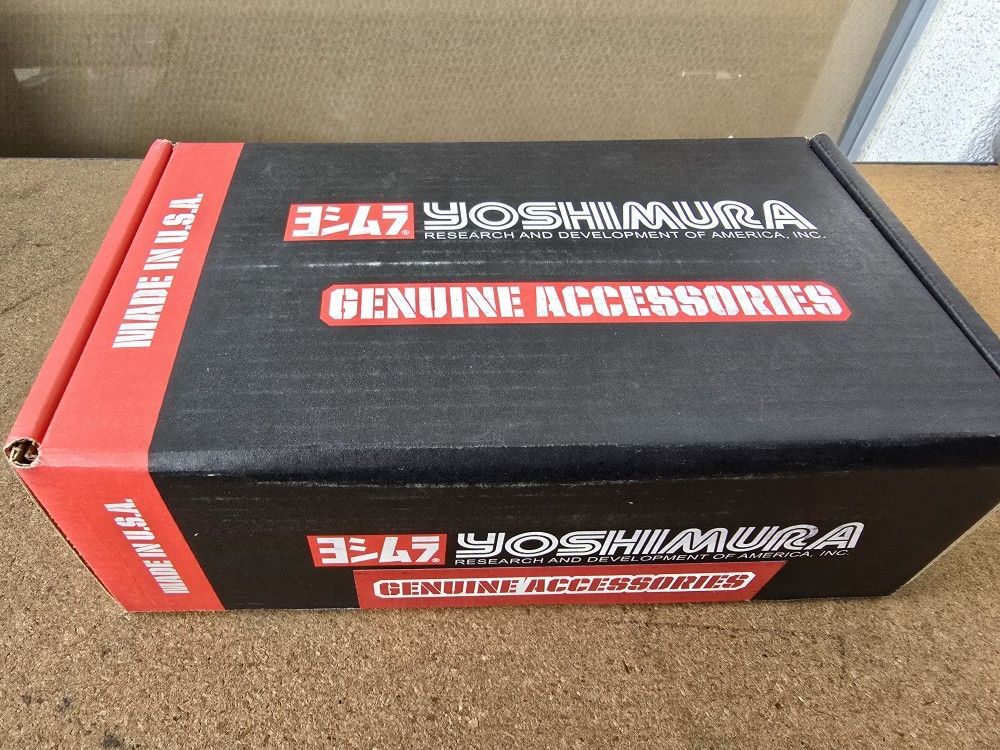 MADE IN U.S.A.
ヨシムラ® YOSHIMURA
RESEARCH AND DEVELOPMENT OF AMERICA, INC.
GENUINE ACCESSORIES
MADE IN U.S.A.
ヨシムラ® YOSHIMURA
RESEARCH AND DEVELOPMENT OF AMERICA, INC.
GENUINE ACCESSORIES